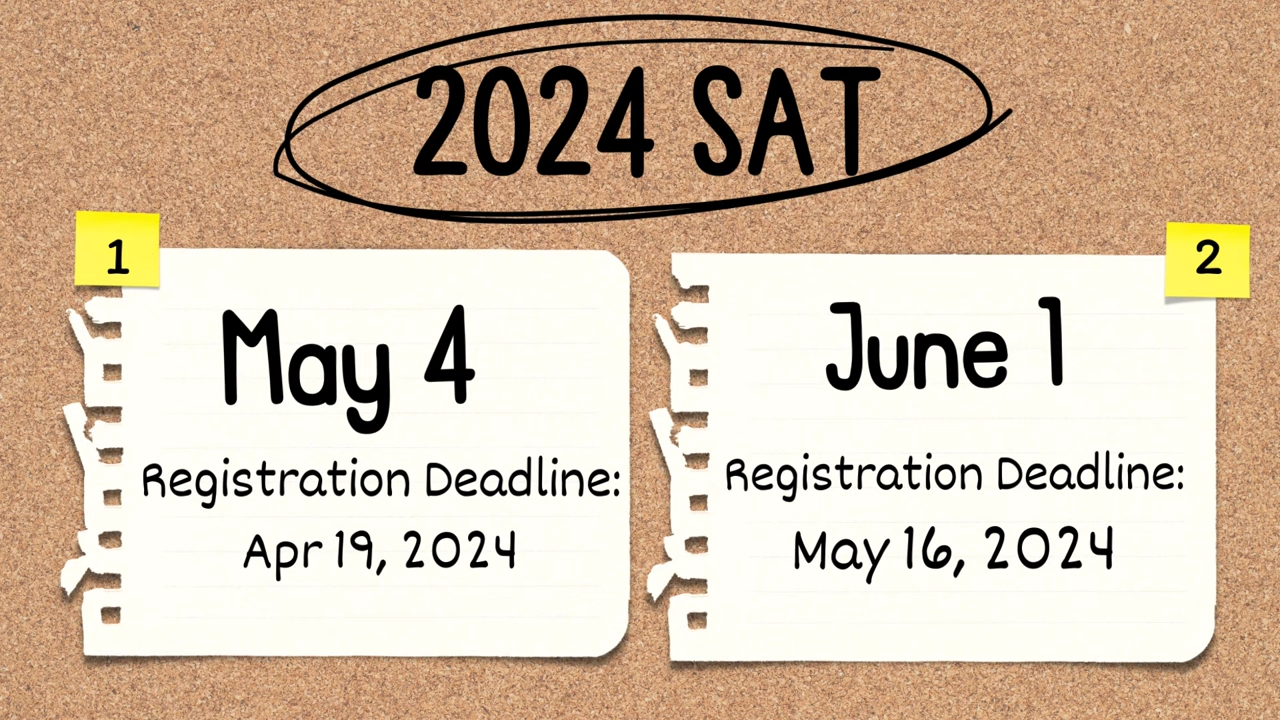 2024 SAT
1
May 4
Registration Deadline:
Apr 19, 2024
2
June 1
Registration Deadline:
May 16, 2024